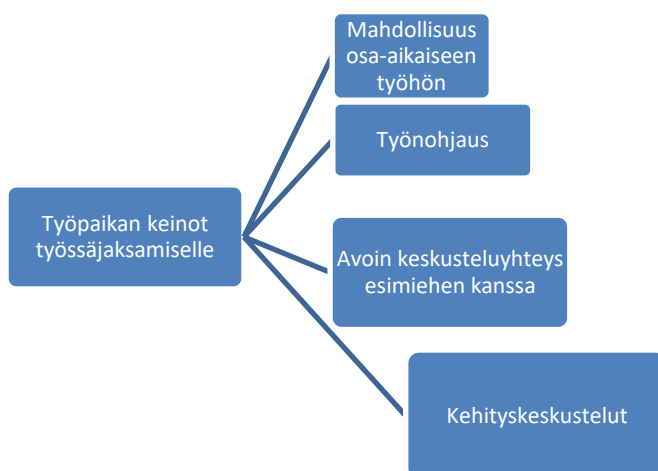 Mahdollisuus
osa-aikaiseen
työhön
Työnohjaus
Työpaikan keinot
työssäjaksamiselle
Avoin keskusteluyhteys
esimiehen kanssa
Kehityskeskustelut